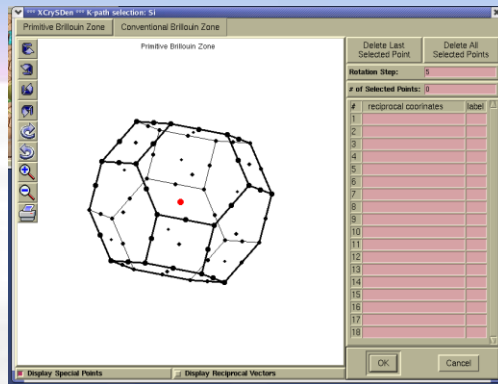 *** XCrySDen *** K-path selection: Si
Primitive Brillouin Zone
Conventional Brillouin Zone
Primitive Brillouin Zone
Delete Last
Selected Point
Delete All
Selected Points
Rotation Step:
5
# of Selected Points:
0
# reciprocal coorinates label
1
2
3
4
5
6
7
8
9
10
11
12
13
14
15
16
17
18
Display Special Points
Display Reciprocal Vectors
OK
Cancel